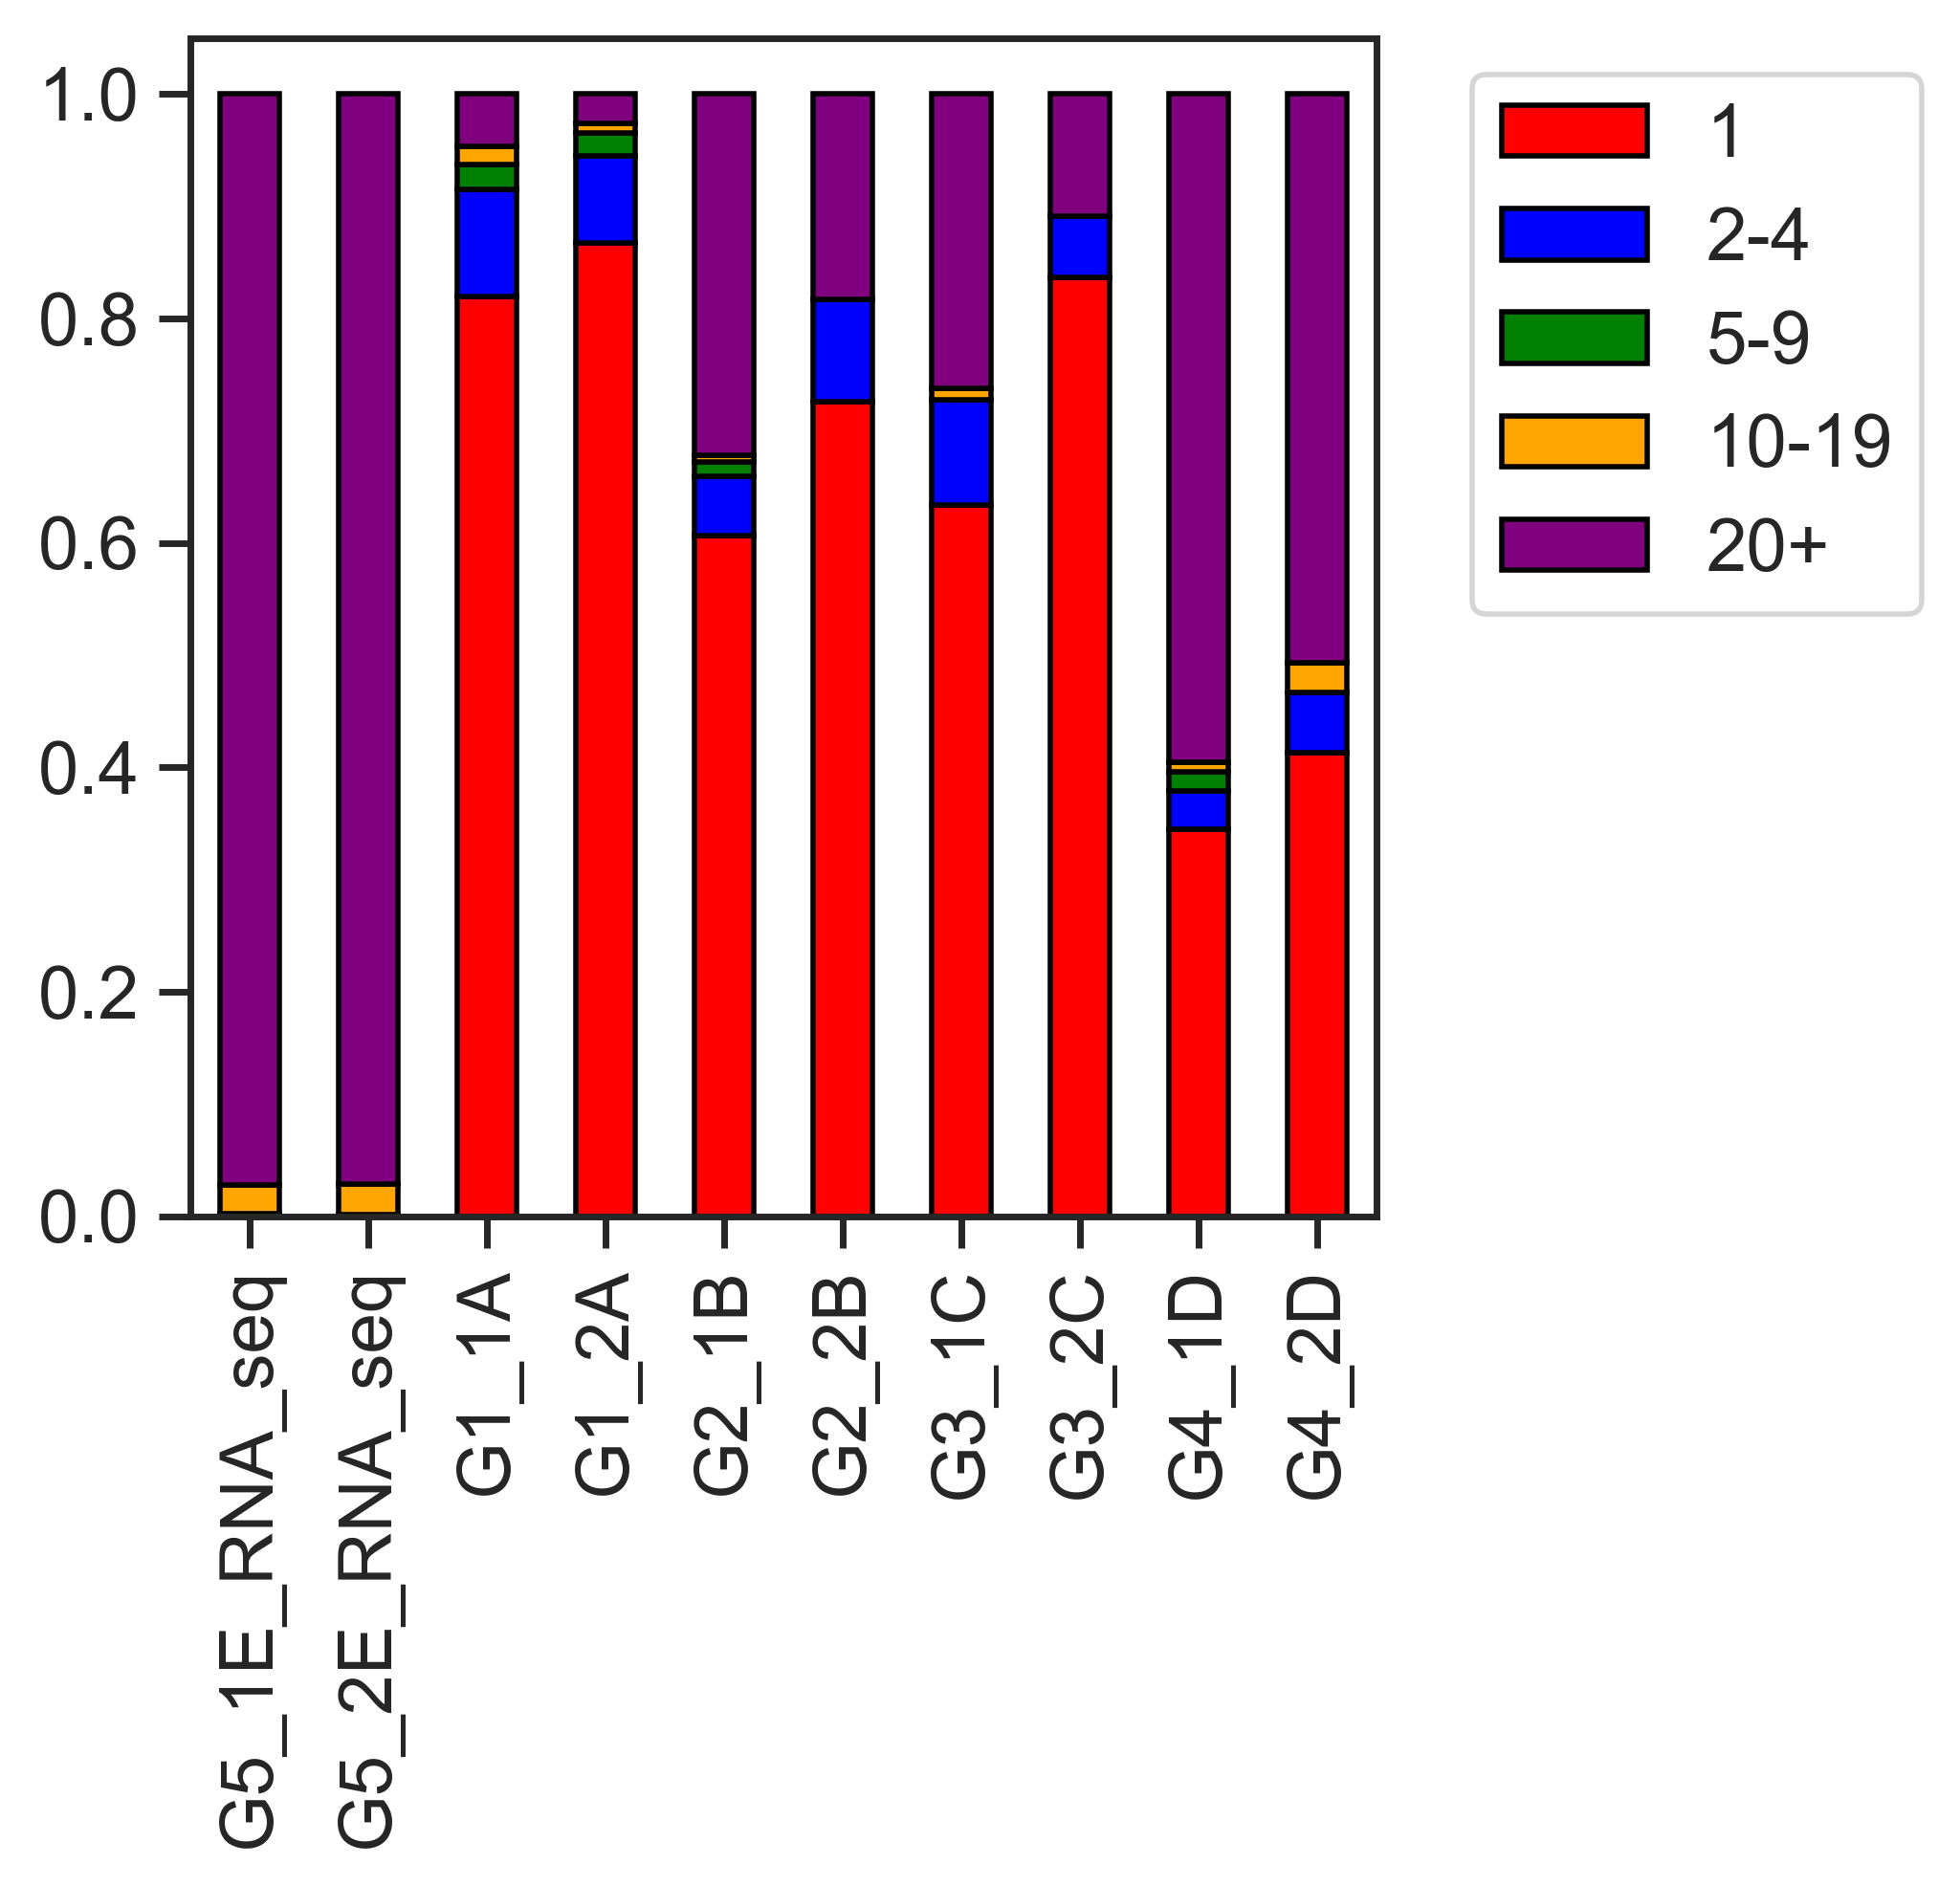 1.0
0.8
0.6
0.4
0.2
0.0
G5_1E_RNA_seq
G5_2E_RNA_seq
G1_1A
G1_2A
G2_1B
G2_2B
G3_1C
G3_2C
G4_1D
G4_2D
1
2-4
5-9
10-19
20+